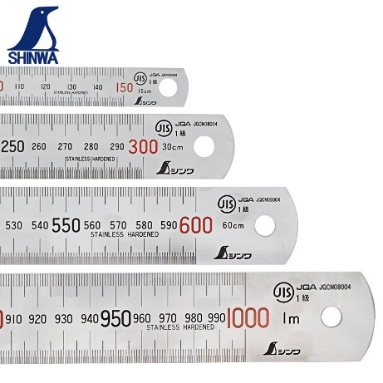 SHINWA
110 120 130 140 150 JIS JQA JQCN08004
1級
15cm
STAINLESS HARDENED シンワ
JIS JQA JQCN08004
1級
250 260 270 280 290 300 30cm
STAINLESS HARDENED シンワ
JIS JQA JQCN08004
1級
530 540 550 560 570 580 590 600 60cm
STAINLESS HARDENED シンワ
JIS JQA JQCN08004
1級
910 920 930 940 950 960 970 980 990 1000 1m
STAINLESS HARDENED シンワ